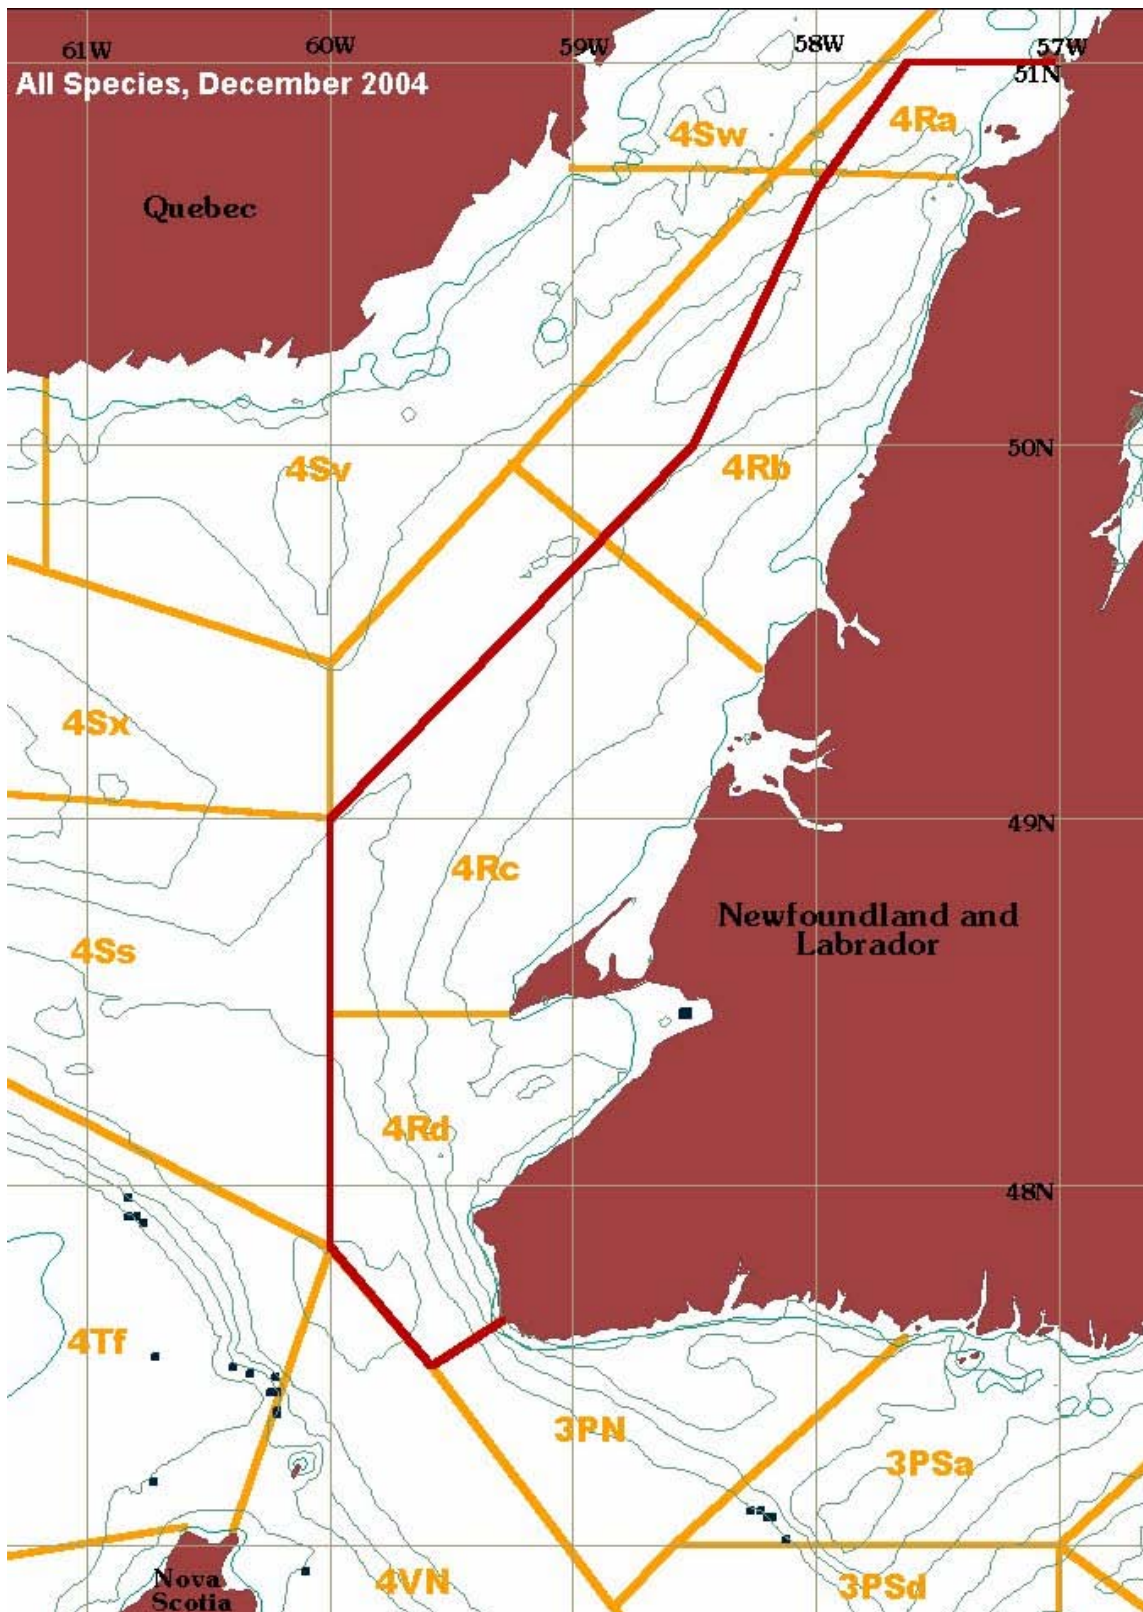 61W
60W
59W
58W
57W
51N
All Species, December 2004
4Sw
4Ra
Quebec
4Sv
50N
4Rb
4Sx
49N
4Rc
Newfoundland and
Labrador
4Ss
4Rd
48N
4Tf
3PN
3PSa
Nova
Scotia
4VN
3PSd